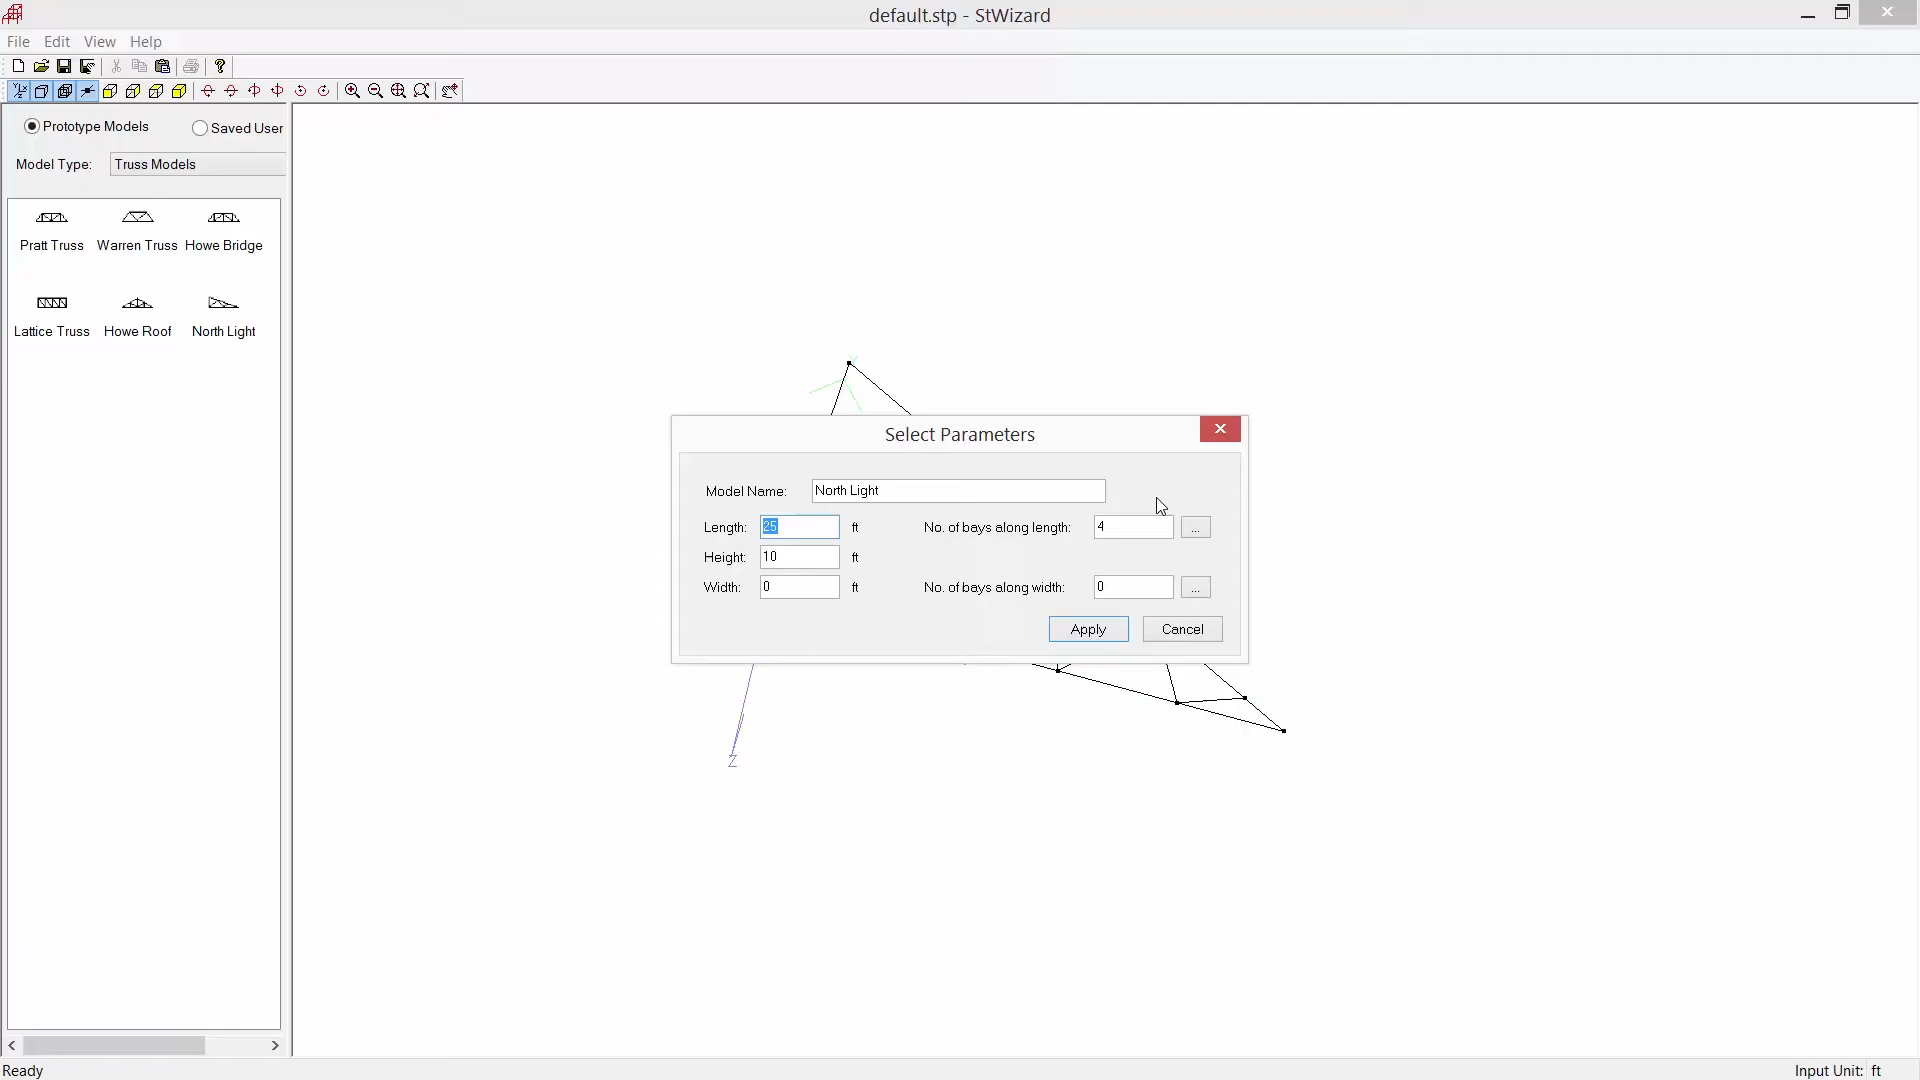 default.stp - StWizard
File Edit View Help
Prototype Models Saved User
Model Type: Truss Models
Pratt Truss Warren Truss Howe Bridge
Lattice Truss Howe Roof North Light
Select Parameters
Model Name: North Light
Length: 25 ft No. of bays along length: 4 ...
Height: 10 ft
Width: 0 ft No. of bays along width: 0 ...
Apply Cancel
Z
Ready Input Unit: ft